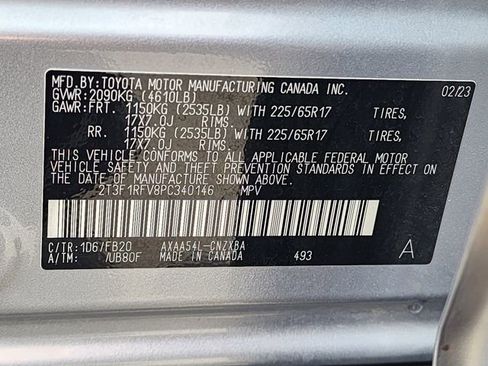 MFD.BY:TOYOTA MOTOR MANUFACTURING CANADA INC.
GVWR:2090KG (4610LB) 02/23
GAWR:FRT. 1150KG (2535LB) WITH 225/65R17 TIRES,
17X7.0J RIMS.
RR. 1150KG (2535LB) WITH 225/65R17 TIRES,
17X7.0J RIMS.
THIS VEHICLE CONFORMS TO ALL APPLICABLE FEDERAL MOTOR
VEHICLE SAFETY STANDARDS IN EFFECT ON THE
DATE OF MANUFACTURE SHOWN ABOVE.
2T3F1RFV8PC340146 MPV
C/TR:1D6/FB20 AXAA54L-CNZXBA A
A/TM: /UB80F MADE IN CANADA 493